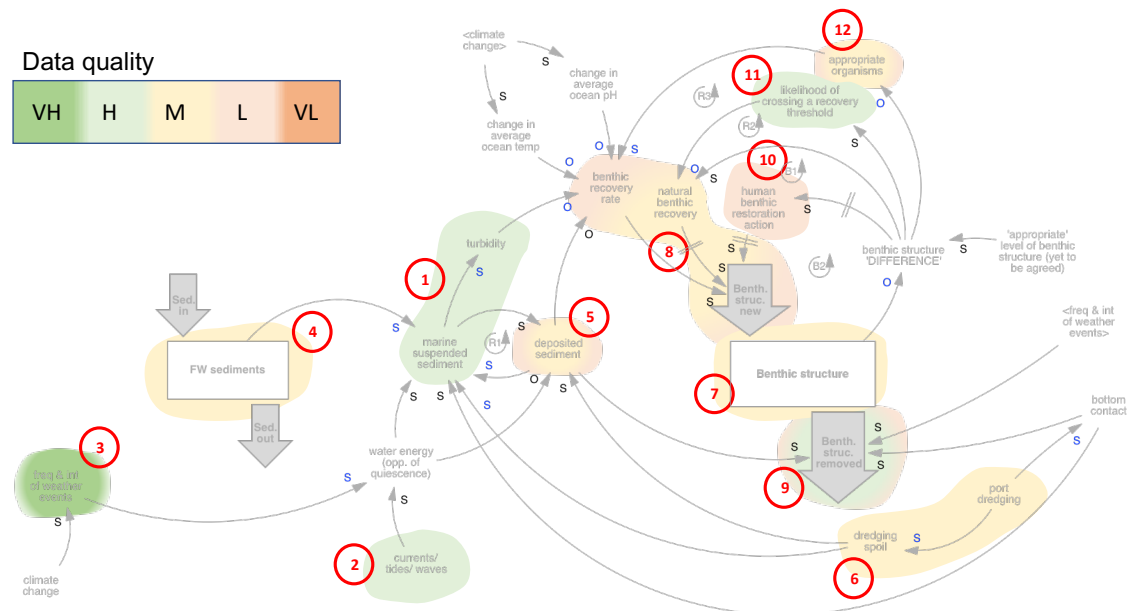 Data quality
VH H M L VL
<climate
change>
S
change in
average
ocean pH
S
change in
average
ocean temp
12
appropriate
organisms
11
likelihood of
crossing a recovery
threshold
R3
R2
O
S
10
B1
human
benthic
restoration
action
S
O
O
S
O
S
benthic
recovery
rate
natural
benthic
recovery
O
O
turbidity
1
S
8
S
S
S
B2
benthic structure
'DIFFERENCE'
S
'appropriate'
level of benthic
structure (yet to
be agreed)
O
Sed.
in
4
FW sediments
Sed.
out
S
marine
suspended
sediment
R1
S
S
5
deposited
sediment
O
S
S
S
Benth.
struc.
new
7
Benthic structure
<freq & int
of weather
events>
bottom
contact
S
3
freq & int
of weather
events
S
climate
change
S
water energy
(opp. of
quiescence)
S
2
currents/
tides/ waves
S
S
S
Benth.
struc.
removed
9
port
dredging
S
dredging
spoil
6